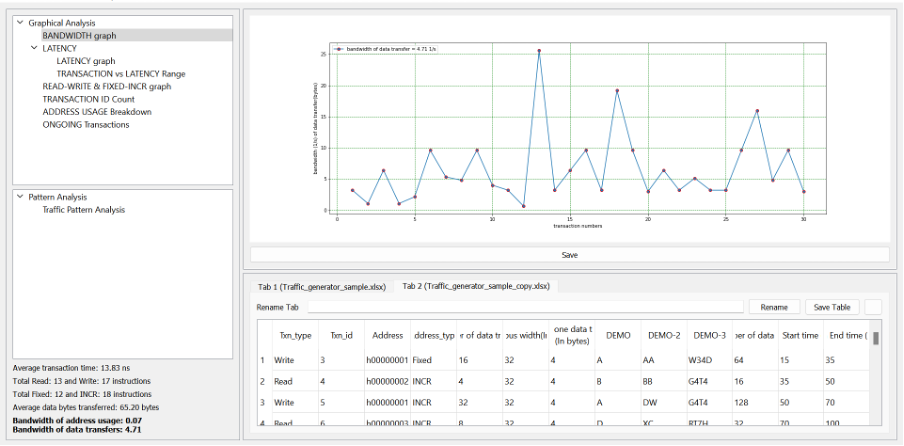 Graphical Analysis
BANDWIDTH graph
LATENCY
LATENCY graph
TRANSACTION vs LATENCY Range
READ-WRITE & FIXED-INCR graph
TRANSACTION ID Count
ADDRESS USAGE Breakdown
ONGOING Transactions
Pattern Analysis
Traffic Pattern Analysis
Average transaction time: 13.83 ns
Total Read: 13 and Write: 17 instructions
Total Fixed: 12 and INCR: 18 instructions
Average data bytes transferred: 65.20 bytes
Bandwidth of address usage: 0.07
Bandwidth of data transfers: 4.71
bandwidth of data transfer = 4.71 1/s
bandwidth (1/s) of data transfer(bytes)
25
20
15
10
5
0
0 5 10 15 20 25 30
transaction numbers
Save
Tab 1 (Traffic_generator_sample.xlsx) Tab 2 (Traffic_generator_sample_copy.xlsx)
Rename Tab Rename Save Table
Txn_type Txn_id Address ddress_typ er of data tr ous width(In one data t (In bytes) DEMO DEMO-2 DEMO-3 ber of data Start time End time (
1 Write 3 h00000001 Fixed 16 32 4 A AA W34D 64 15 35
2 Read 4 h00000002 INCR 4 32 4 B BB G4T4 16 35 50
3 Write 5 h00000001 INCR 32 32 4 A DW G4T4 128 50 70
4 Read 6 h00000003 INCR 8 32 4 D XC RT7H 32 70 100